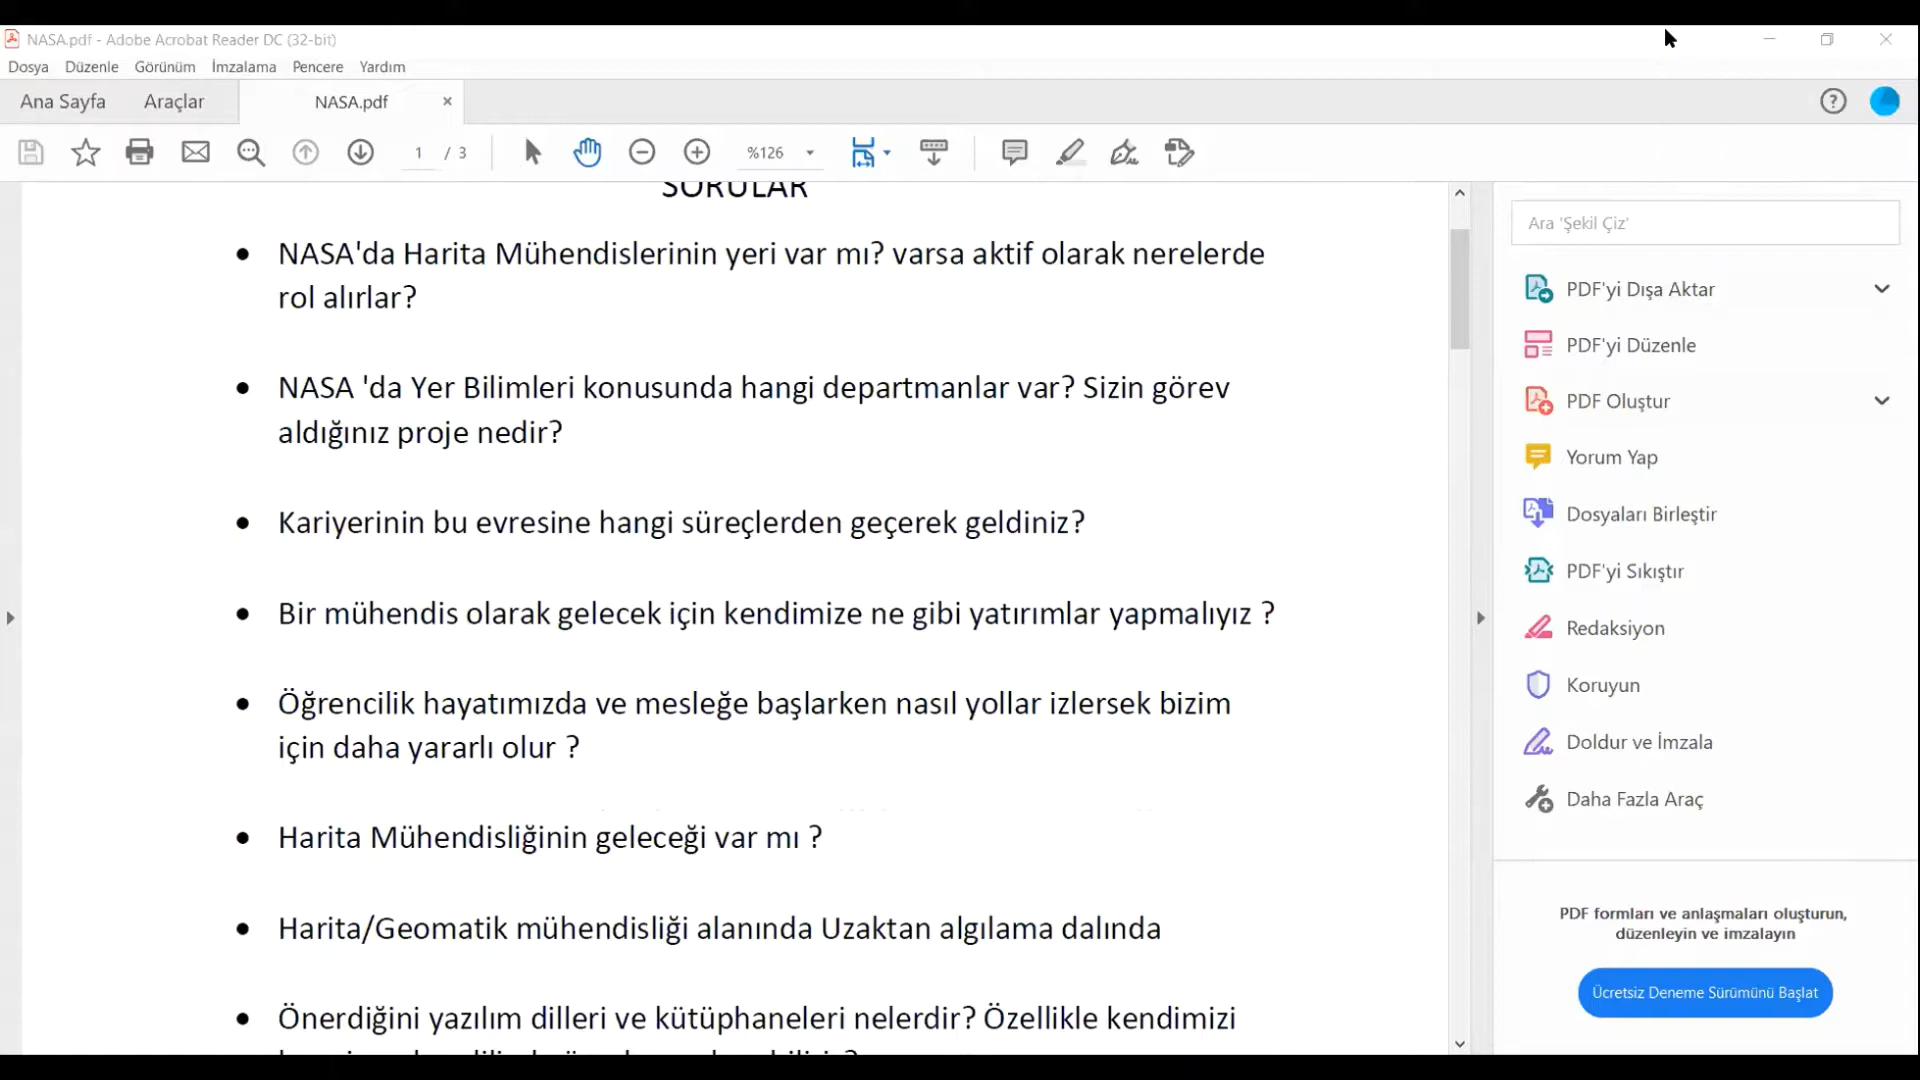 NASA.pdf - Adobe Acrobat Reader DC (32-bit)
Dosya Düzenle Görünüm İmzalama Pencere Yardım
Ana Sayfa Araçlar NASA.pdf
1 / 3 %126
SORULAR
• NASA'da Harita Mühendislerinin yeri var mı? varsa aktif olarak nerelerde
rol alırlar?
• NASA 'da Yer Bilimleri konusunda hangi departmanlar var? Sizin görev
aldığınız proje nedir?
• Kariyerinin bu evresine hangi süreçlerden geçerek geldiniz?
• Bir mühendis olarak gelecek için kendimize ne gibi yatırımlar yapmalıyız ?
• Öğrencilik hayatımızda ve mesleğe başlarken nasıl yollar izlersek bizim
için daha yararlı olur ?
• Harita Mühendisliğinin geleceği var mı ?
• Harita/Geomatik mühendisliği alanında Uzaktan algılama dalında
• Önerdiğini yazılım dilleri ve kütüphaneleri nelerdir? Özellikle kendimizi
Ara 'Şekil Çiz'
PDF'yi Dışa Aktar
PDF'yi Düzenle
PDF Oluştur
Yorum Yap
Dosyaları Birleştir
PDF'yi Sıkıştır
Redaksiyon
Koruyun
Doldur ve İmzala
Daha Fazla Araç
PDF formları ve anlaşmaları oluşturun,
düzenleyin ve imzalayın
Ücretsiz Deneme Sürümünü Başlat